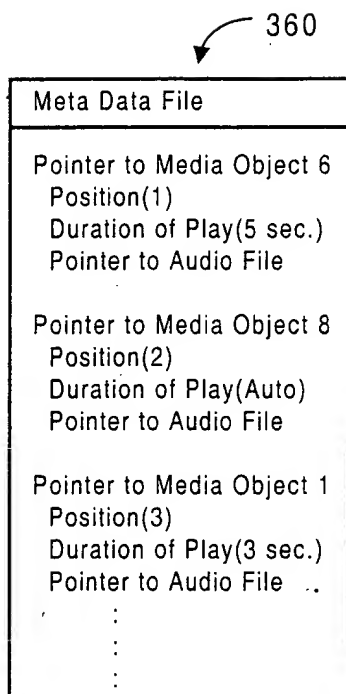 360
Meta Data File
Pointer to Media Object 6
Position(1)
Duration of Play(5 sec.)
Pointer to Audio File
Pointer to Media Object 8
Position(2)
Duration of Play(Auto)
Pointer to Audio File
Pointer to Media Object 1
Position(3)
Duration of Play(3 sec.)
Pointer to Audio File